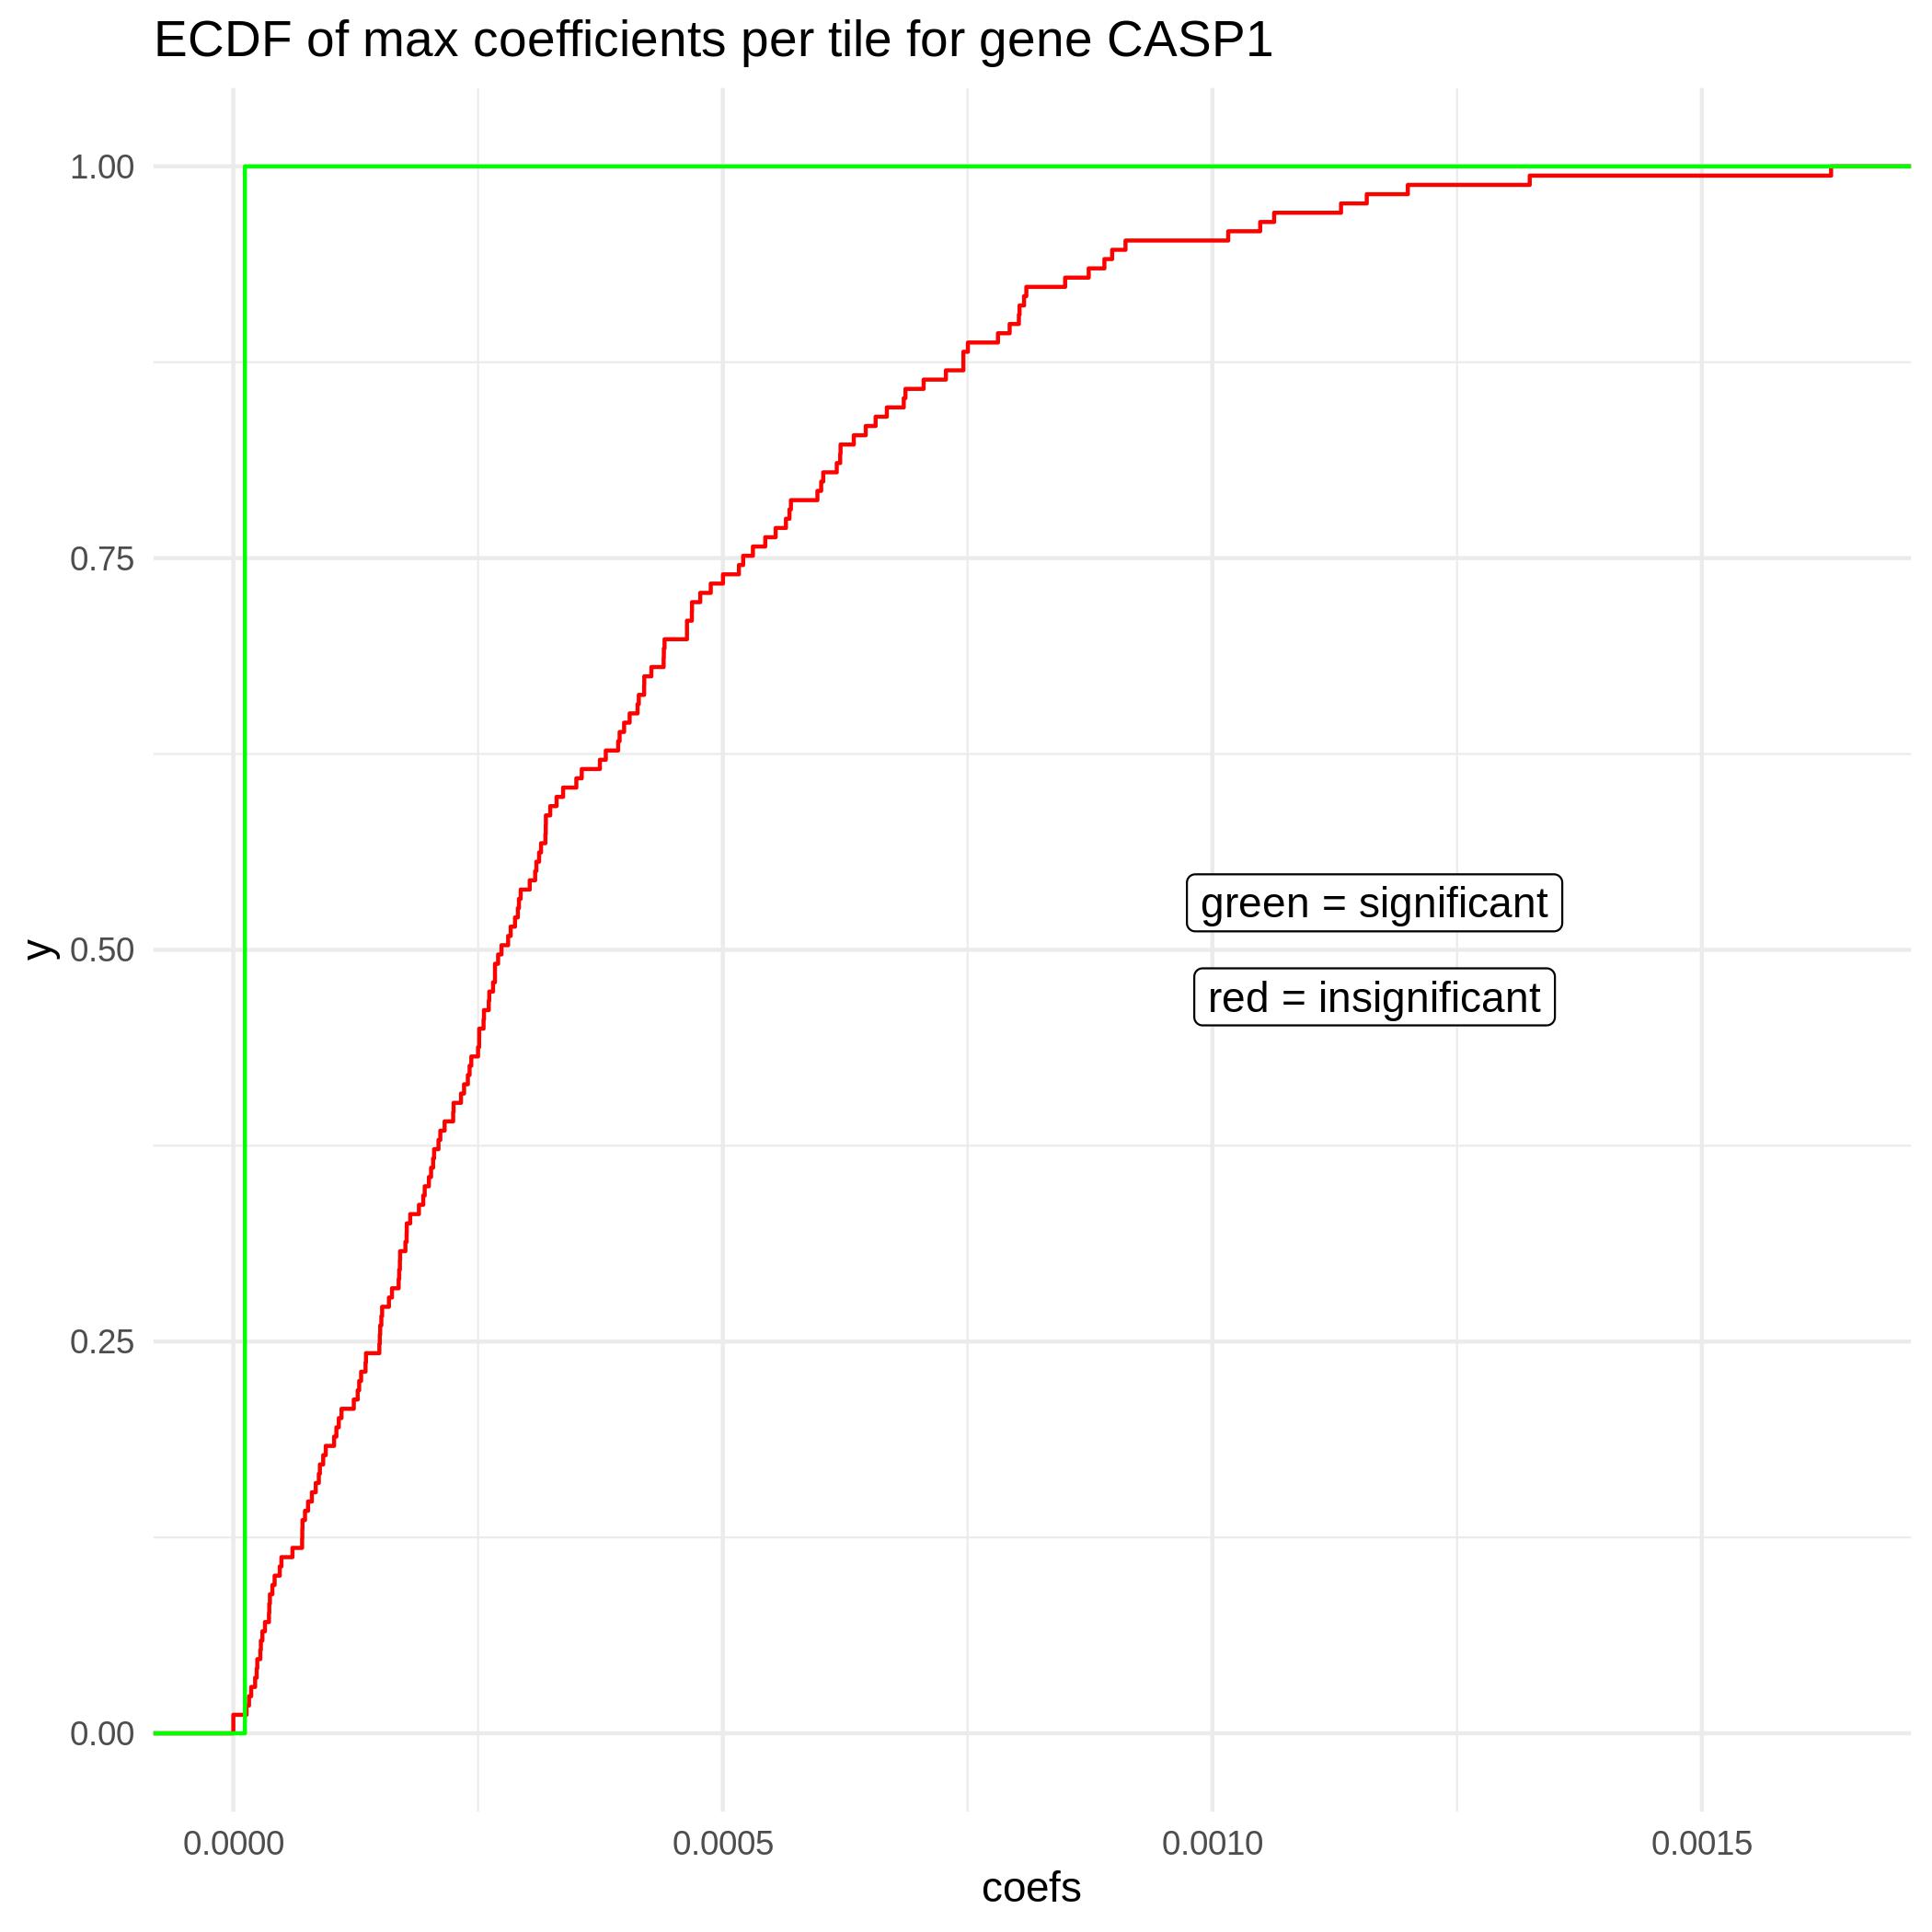 ECDF of max coefficients per tile for gene CASP1
1.00
0.75
0.50
0.25
0.00
y
green = significant
red = insignificant
0.0000 0.0005 0.0010 0.0015
coefs